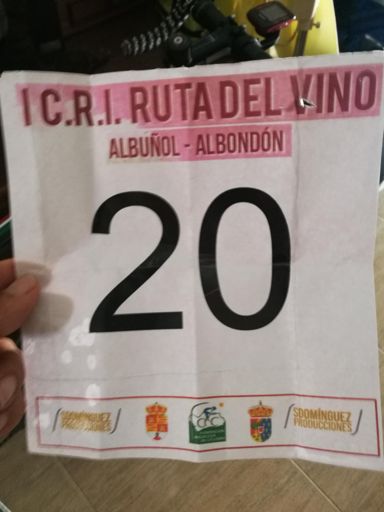 I C.R.I. RUTA DEL VINO
ALBUÑOL - ALBONDÓN
20
SDOMÍNGUEZ
PRODUCCIONES
SDOMÍNGUEZ
PRODUCCIONES